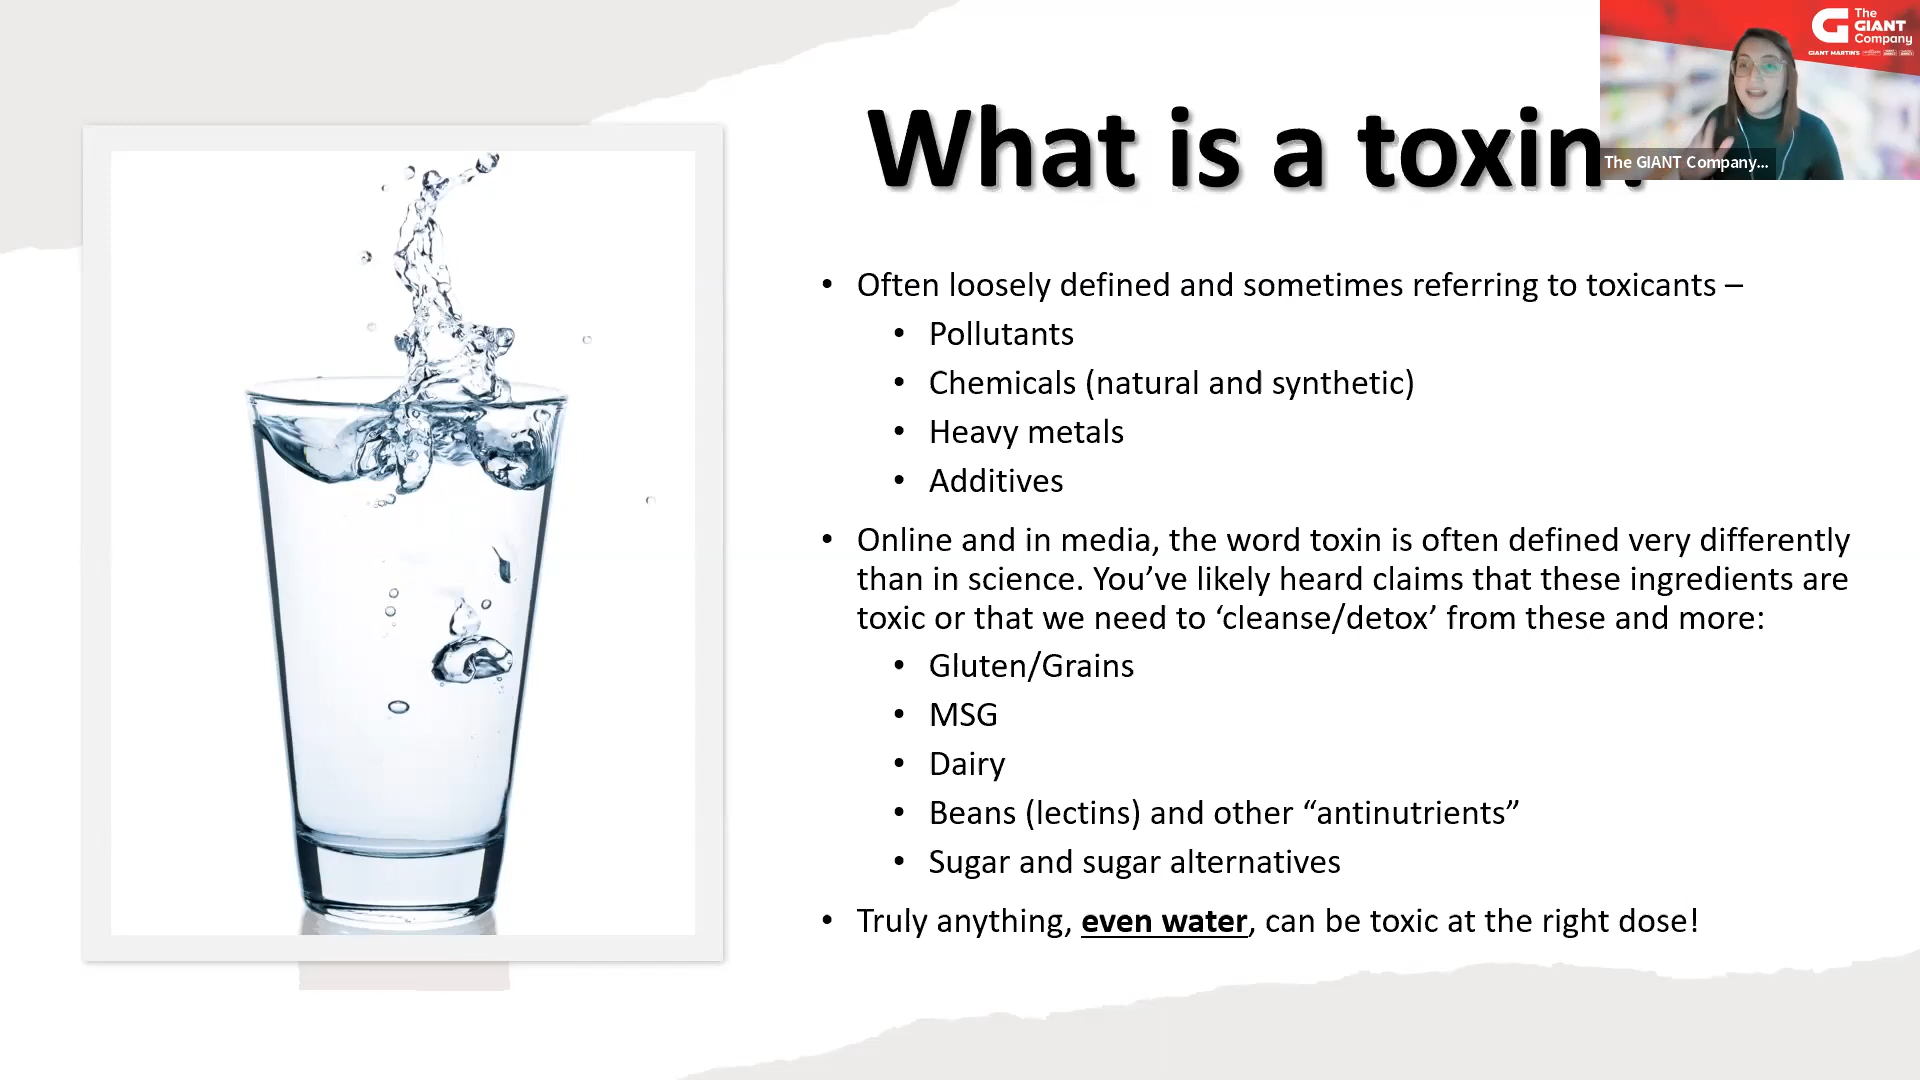 What is a toxin?
The
GIANT
Company
GIANT MARTIN'S
The GIANT Company...
• Often loosely defined and sometimes referring to toxicants –
• Pollutants
• Chemicals (natural and synthetic)
• Heavy metals
• Additives
• Online and in media, the word toxin is often defined very differently
than in science. You’ve likely heard claims that these ingredients are
toxic or that we need to ‘cleanse/detox’ from these and more:
• Gluten/Grains
• MSG
• Dairy
• Beans (lectins) and other “antinutrients”
• Sugar and sugar alternatives
• Truly anything, even water, can be toxic at the right dose!